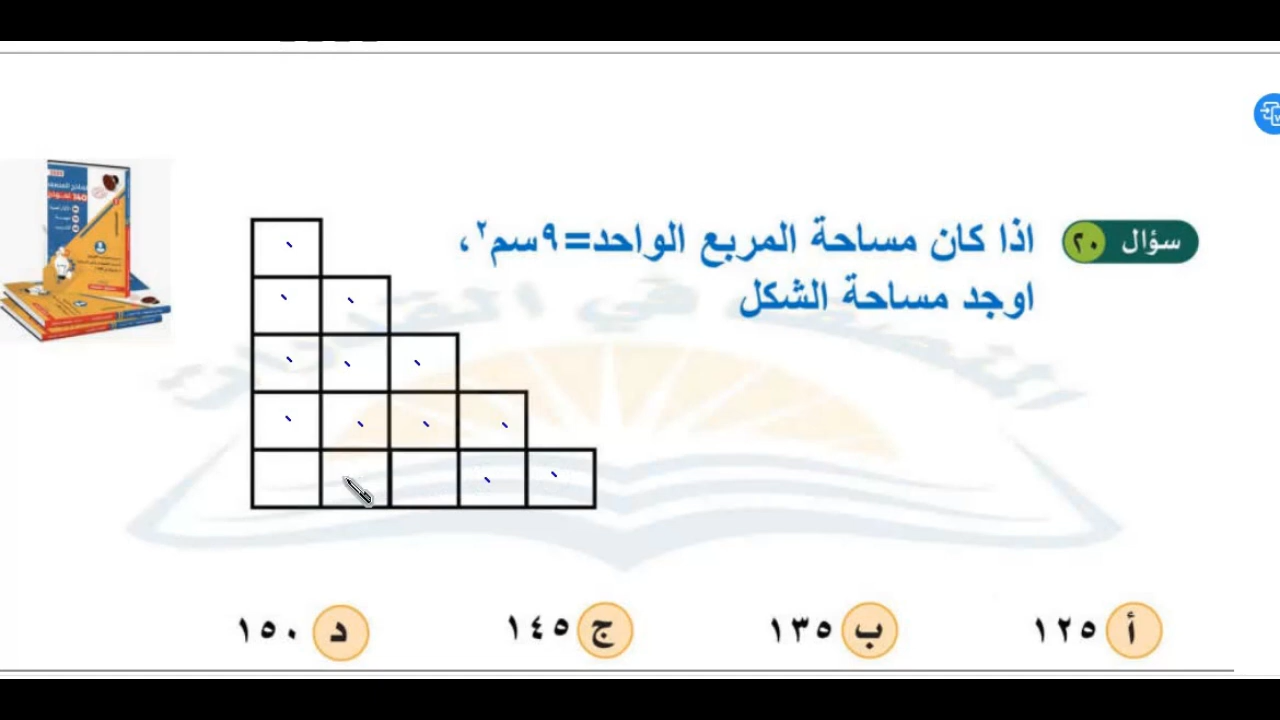 سؤال ٢٠
اذا كان مساحة المربع الواحد=٩سم٢،
اوجد مساحة الشكل
أ ١٢٥
ب ١٣٥
ج ١٤٥
د ١٥٠